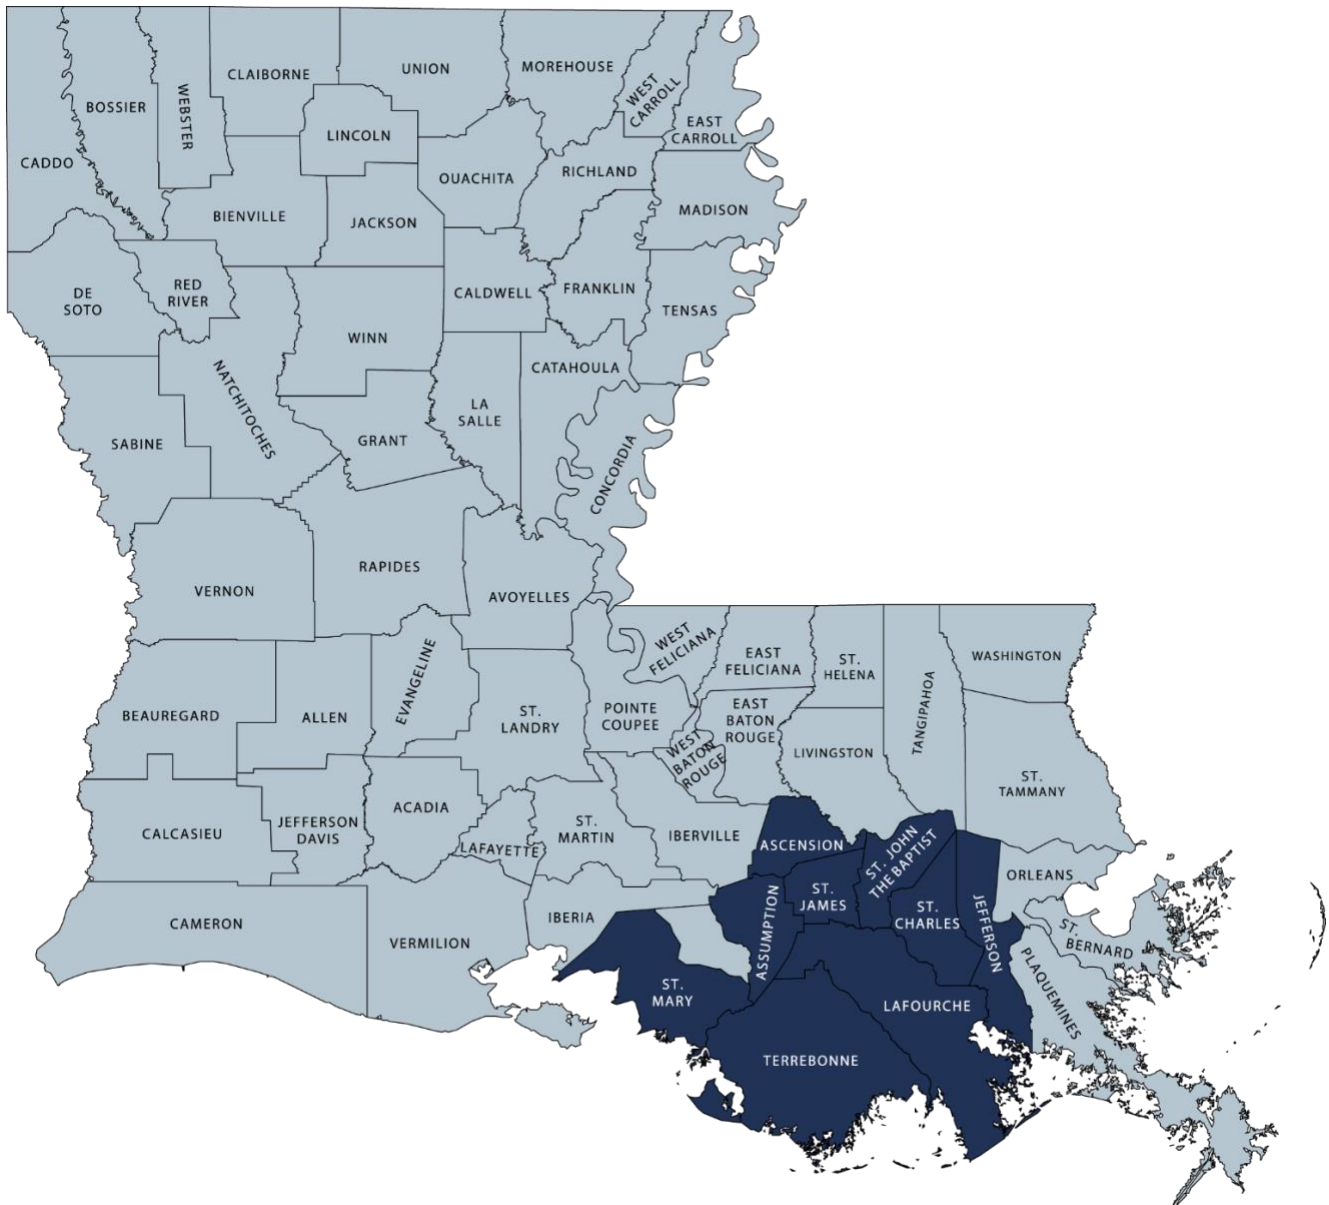 CLAIBORNE
UNION
MOREHOUSE
WEST
CARROLL
BOSSIER
WEBSTER
LINCOLN
EAST
CARROLL
CADDO
OUACHITA
RICHLAND
BIENVILLE
JACKSON
MADISON
DE
SOTO
RED
RIVER
CALDWELL
FRANKLIN
TENSAS
WINN
NATCHITOCHES
CATAHOULA
LA
SALLE
SABINE
GRANT
CONCORDIA
VERNON
RAPIDES
AVOYELLES
WEST
FELICIANA
EAST
FELICIANA
ST.
HELENA
WASHINGTON
BEAUREGARD
ALLEN
EVANGELINE
ST.
LANDRY
POINTE
COUPEE
EAST
BATON
ROUGE
WEST
BATON
ROUGE
LIVINGSTON
TANGIPAHOA
ST.
TAMMANY
CALCASIEU
JEFFERSON
DAVIS
ACADIA
LAFAYETTE
ST.
MARTIN
IBERVILLE
ASCENSION
ST. JOHN
THE BAPTIST
ORLEANS
CAMERON
VERMILION
IBERIA
ASSUMPTION
ST.
JAMES
ST.
CHARLES
JEFFERSON
ST.
BERNARD
PLAQUEMINES
ST.
MARY
LAFOURCHE
TERREBONNE